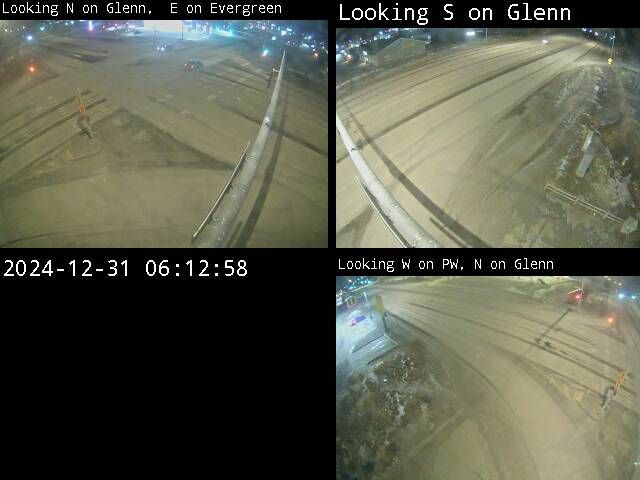 Looking N on Glenn,  E on Evergreen
Looking S on Glenn
2024-12-31 06:12:58
Looking W on PW, N on Glenn